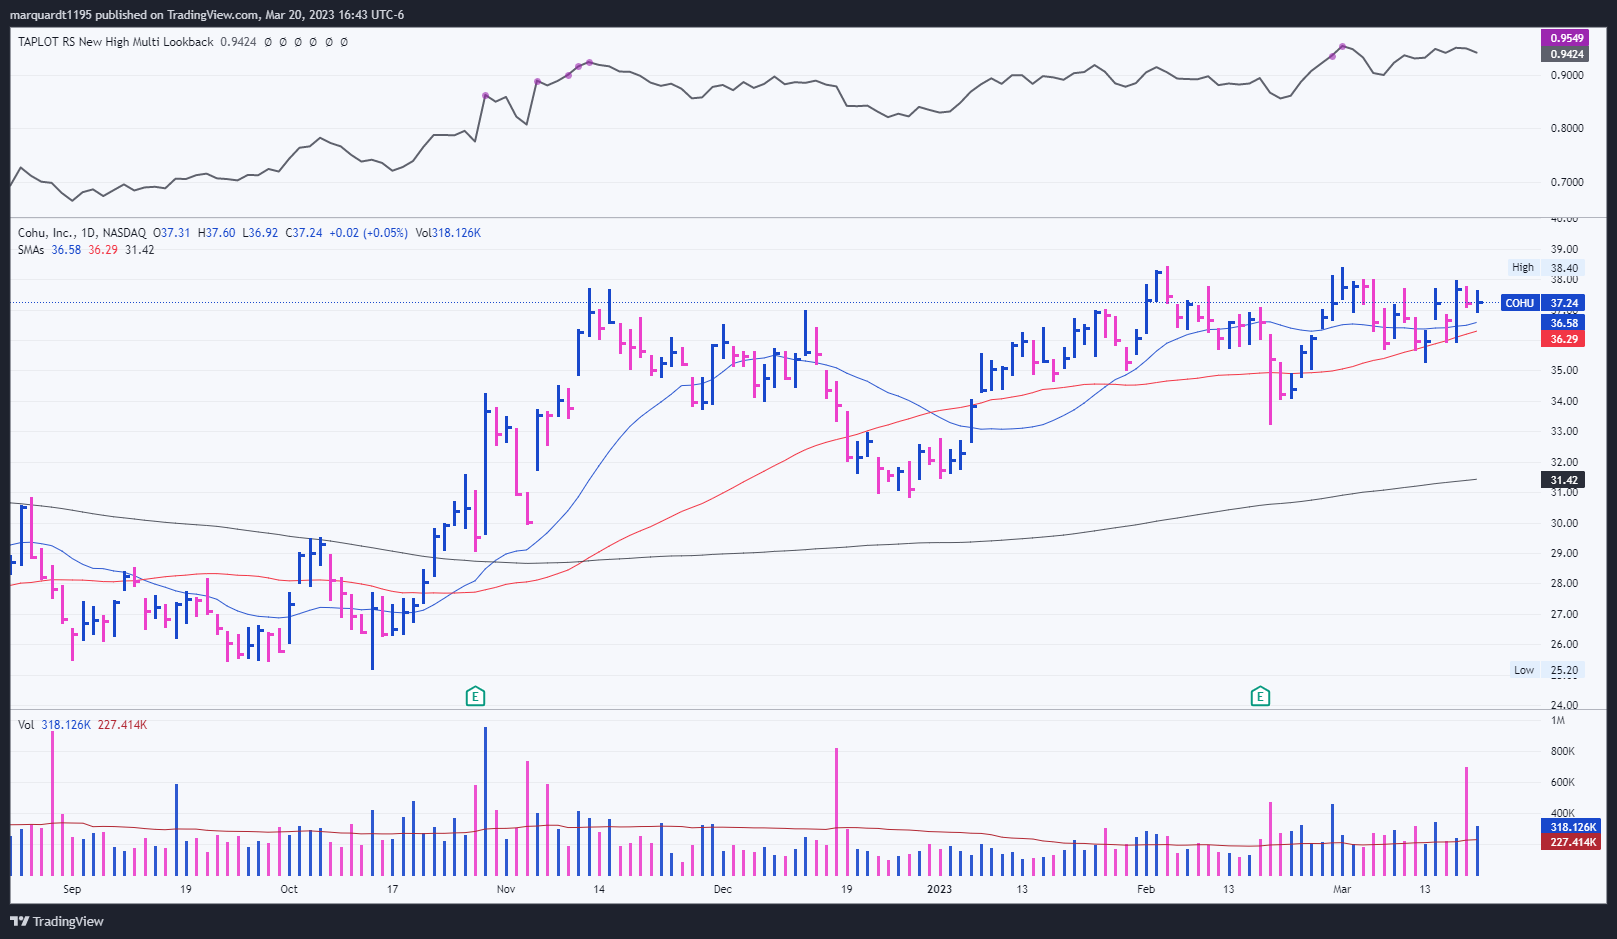 marquardt1195 published on TradingView.com, Mar 20, 2023 16:43 UTC-6
TAPLOT RS New High Multi Lookback 0.9424 Ø Ø Ø Ø Ø Ø
0.9549
0.9424
0.9000
0.8000
0.7000
40.00
Cohu, Inc., 1D, NASDAQ O37.31 H37.60 L36.92 C37.24 +0.02 (+0.05%) Vol318.126K
SMAs 36.58 36.29 31.42
39.00
High 38.40
38.00
COHU 37.24
36.58
36.29
35.00
34.00
33.00
32.00
31.42
31.00
30.00
29.00
28.00
27.00
26.00
Low 25.20
E E
24.00
Vol 318.126K 227.414K
1M
800K
600K
400K
318.126K
227.414K
Sep 19 Oct 17 Nov 14 Dec 19 2023 13 Feb 13 Mar 13
TradingView